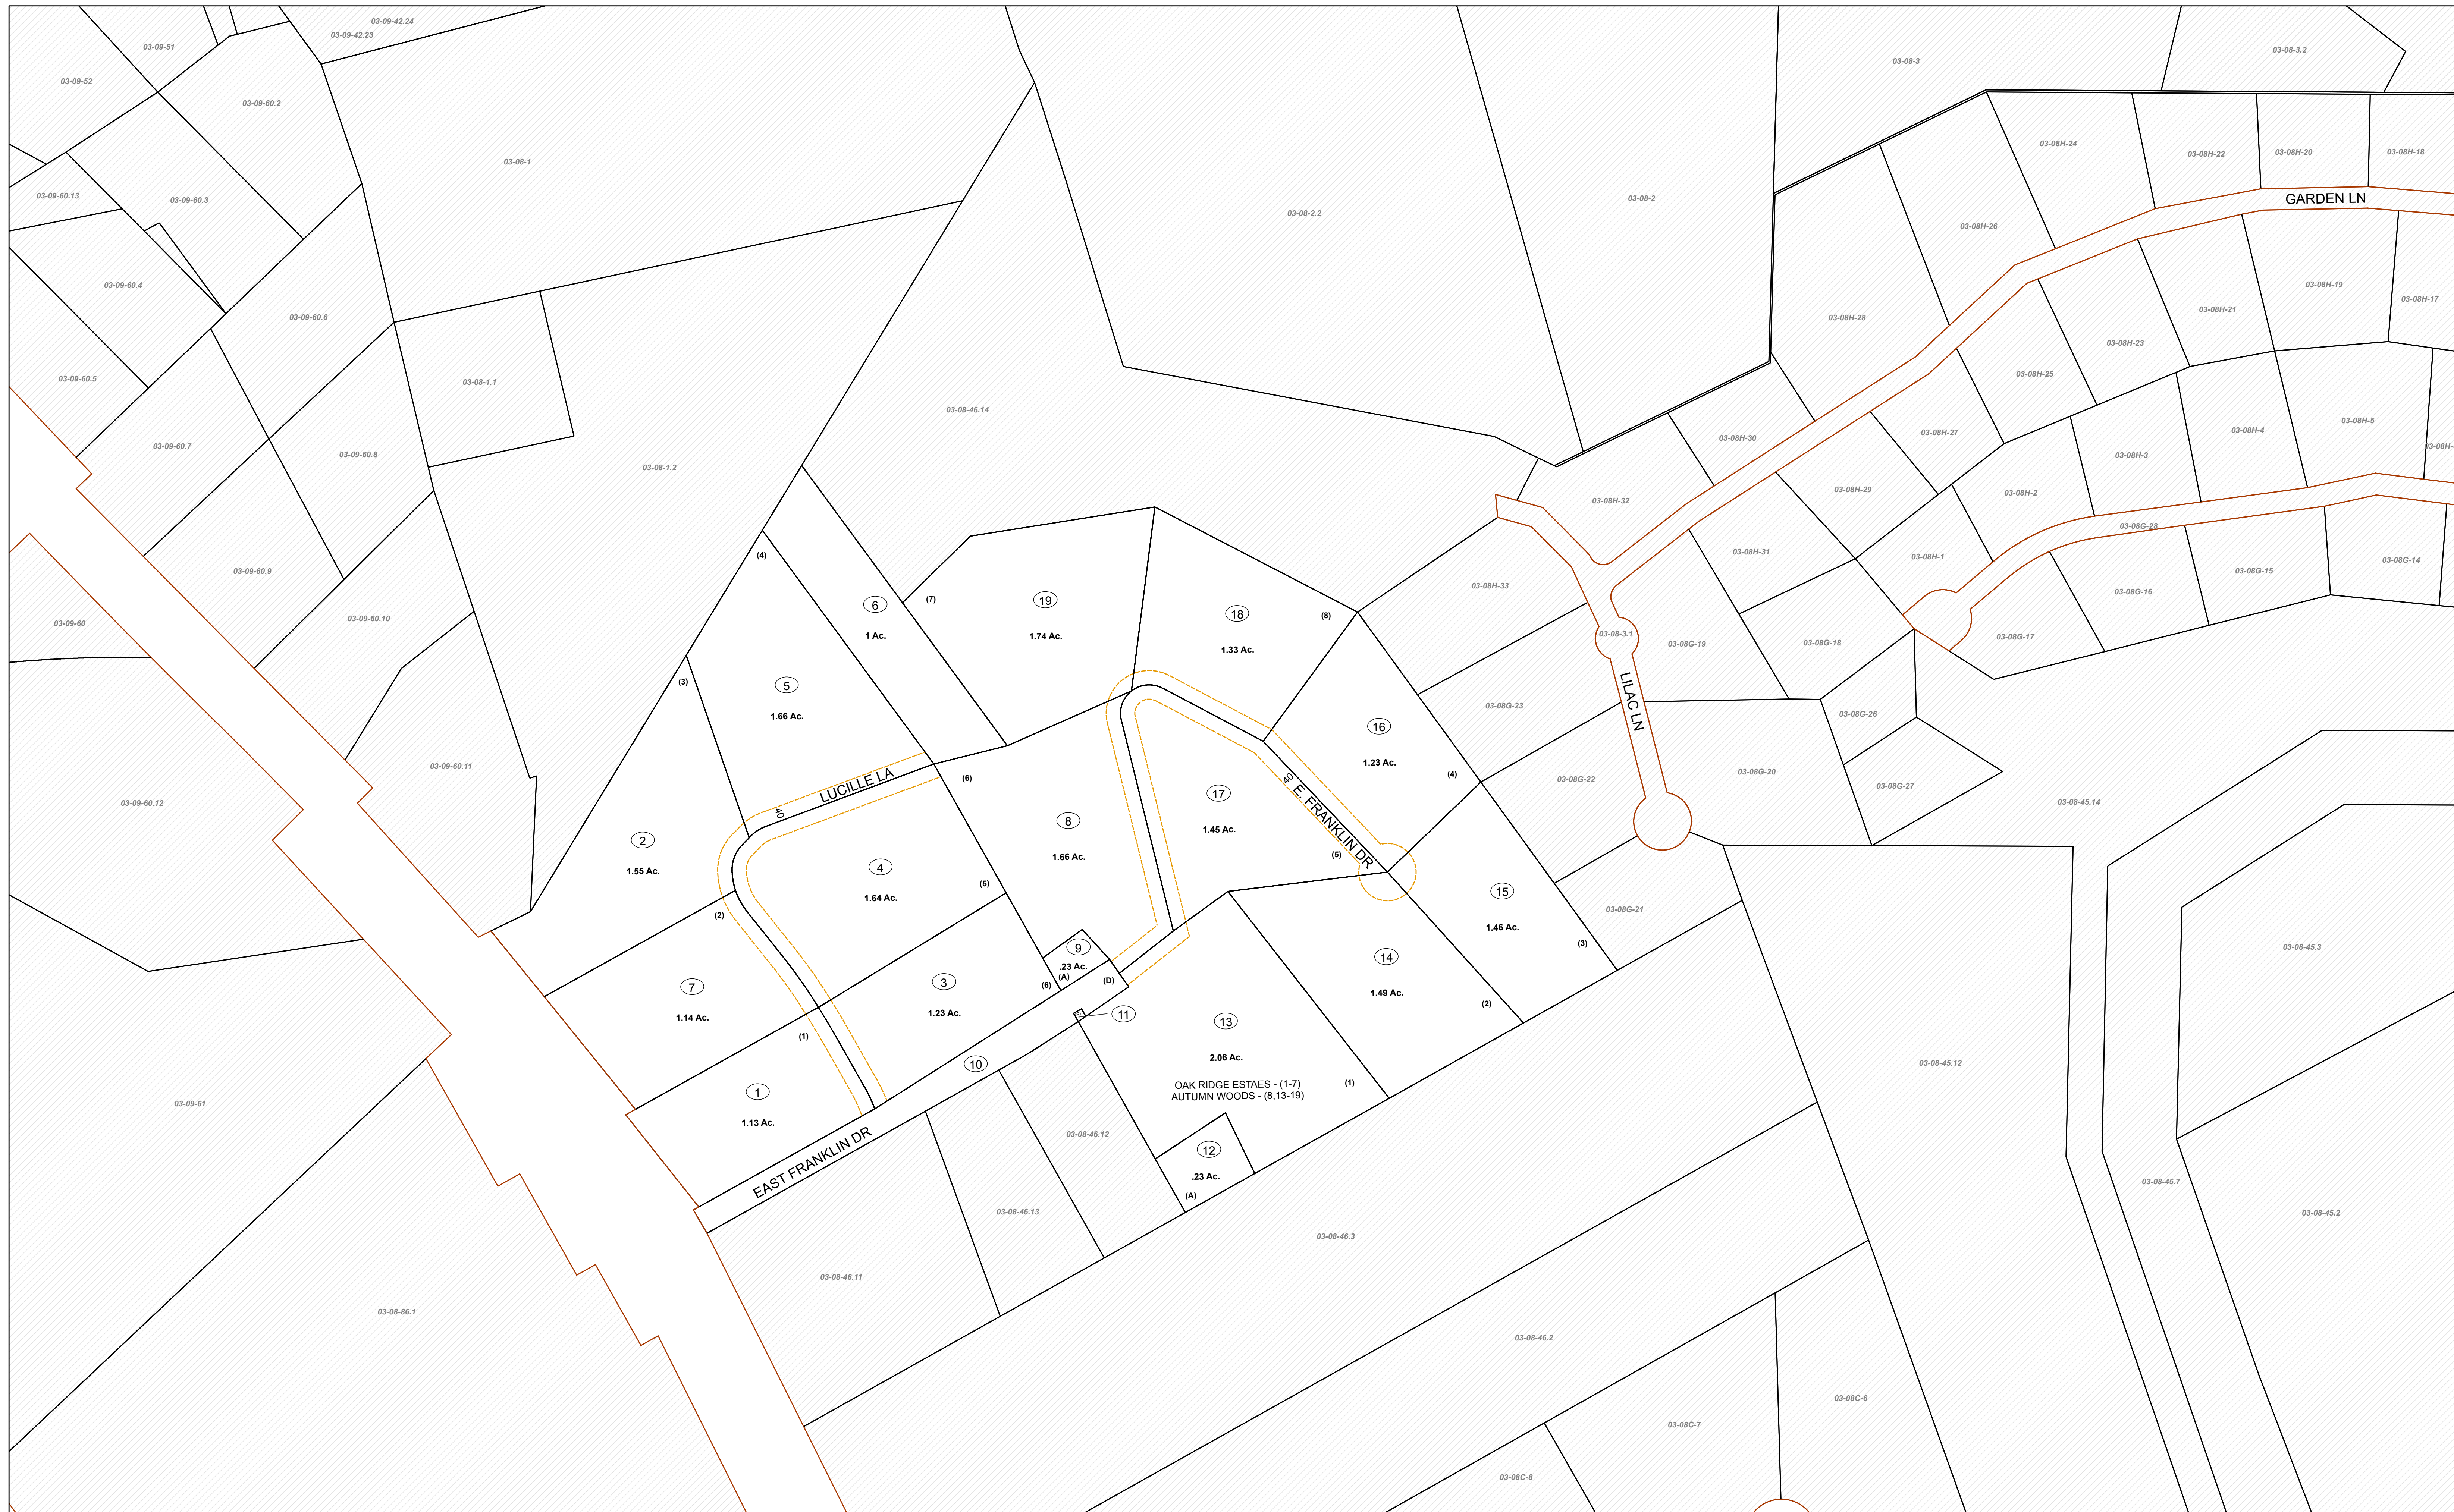 03-09-42.24
03-09-42.23
03-09-51
03-09-52
03-09-60.2
03-08-3
03-08-3.2
03-08-1
03-08H-24
03-08H-22
03-08H-20
03-08H-18
03-09-60.13
03-09-60.3
03-08-2.2
03-08-2
GARDEN LN
03-08H-26
03-09-60.4
03-08H-19
03-08H-17
03-09-60.6
03-08H-28
03-08H-21
03-08H-23
03-09-60.5
03-08-1.1
03-08H-25
03-08-46.14
03-08H-5
03-08H-4
03-08H-27
03-08H-30
03-09-60.7
03-09-60.8
03-08H-3
03-08-1.2
03-08H-32
03-08H-29
03-08H-2
03-08G-28
(4)
03-08H-31
03-08H-1
03-08G-14
03-09-60.9
03-08G-15
03-08H-33
03-08G-16
(7)
19
6
18
(8)
03-09-60.10
03-09-60
1 Ac.
1.74 Ac.
03-08-3.1
03-08G-17
03-08G-19
03-08G-18
1.33 Ac.
(3)
5
LILAC LN
03-08G-23
1.66 Ac.
16
03-08G-26
03-09-60.11
1.23 Ac.
LUCILLE LA
(6)
40
(4)
03-08G-22
03-08G-20
03-08G-27
17
E. FRANKLIN DR
03-09-60.12
03-08-45.14
40
8
1.45 Ac.
2
1.66 Ac.
(5)
4
1.55 Ac.
(5)
15
1.64 Ac.
03-08G-21
(2)
1.46 Ac.
(3)
9
03-08-45.3
14
.23 Ac.
(A)
(D)
3
(6)
7
1.49 Ac.
(2)
1.23 Ac.
11
1.14 Ac.
13
(1)
2.06 Ac.
10
03-08-45.12
OAK RIDGE ESTAES - (1-7)
(1)
1
AUTUMN WOODS - (8,13-19)
03-09-61
1.13 Ac.
03-08-46.12
12
EAST FRANKLIN DR
.23 Ac.
03-08-45.7
(A)
03-08-46.13
03-08-45.2
03-08-46.3
03-08-46.11
03-08-86.1
03-08-46.2
03-08C-6
03-08C-7
03-08C-8